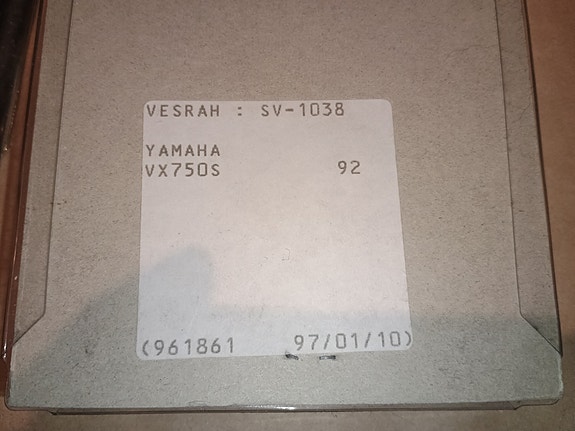 VESRAH : SV-1038
YAMAHA
VX750S 92
(961861 97/01/10)